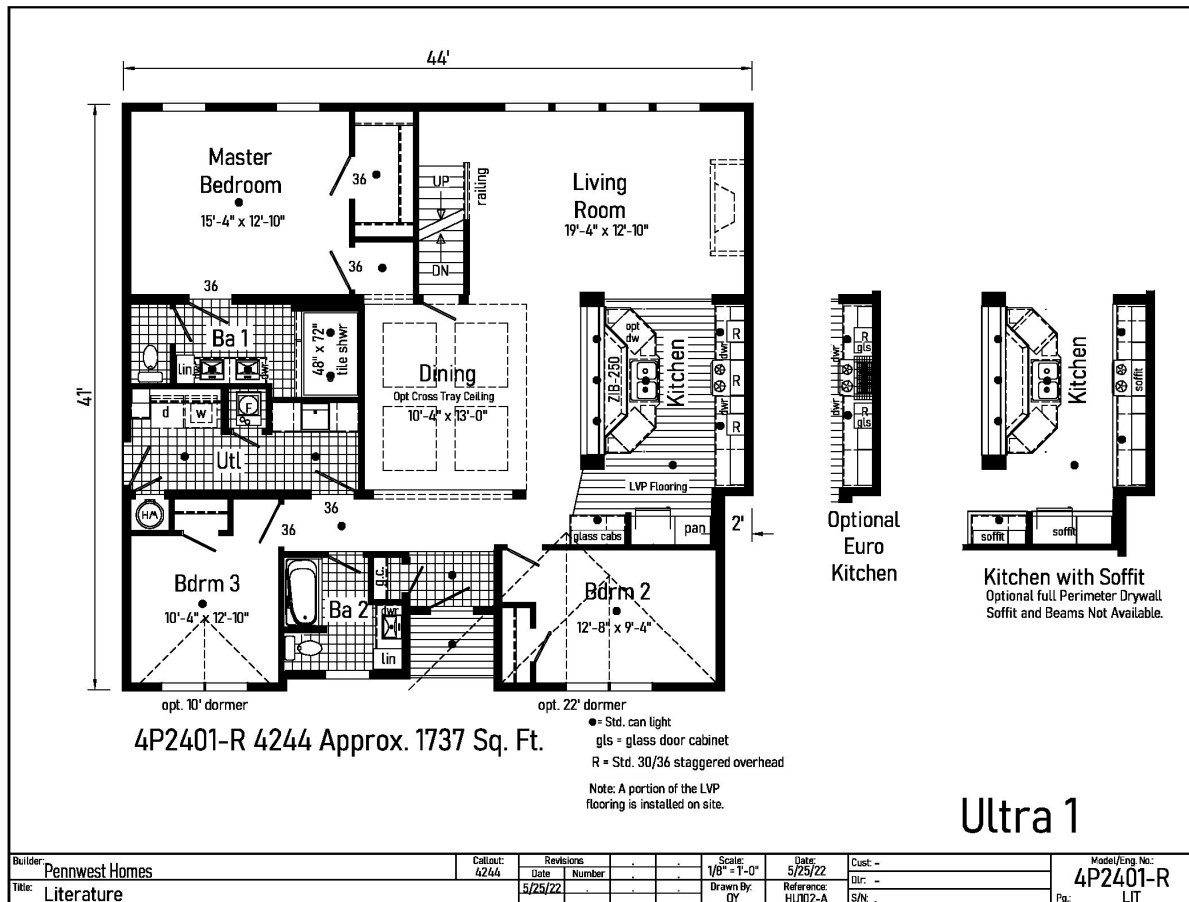 44'
41'
Master
Bedroom
15'-4" x 12'-10"
36
36
36
UP
DN
railing
Living
Room
19'-4" x 12'-10"
Ba 1
lin
dwr
48" x 72"
tile shwr
Dining
Opt Cross Tray Ceiling
10'-4" x 13'-0"
opt
dw
ZIB-250
Kitchen
dwr
dwr
R
R
R
LVP Flooring
d
w
F
Utl
HW
36
36
glass cabs
pan
2'
Bdrm 3
10'-4" x 12'-10"
Ba 2
g.c.
dwr
lin
Bdrm 2
12'-8" x 9'-4"
opt. 10' dormer
opt. 22' dormer
R
gls
dwr
dwr
R
gls
Optional
Euro
Kitchen
Kitchen
soffit
soffit
soffit
Kitchen with Soffit
Optional full Perimeter Drywall
Soffit and Beams Not Available.
4P2401-R 4244 Approx. 1737 Sq. Ft.
= Std. can light
gls = glass door cabinet
R = Std. 30/36 staggered overhead
Note: A portion of the LVP
flooring is installed on site.
Ultra 1
Builder: Pennwest Homes
Title: Literature
Callout:
4244
Revisions
Date Number
5/25/22
Scale:
1/8" = 1'-0"
Drawn By:
OY
Date:
5/25/22
Reference:
HU102-A
Cust: -
Dlr: -
S/N: .
Model/Eng. No.:
4P2401-R
Pg.: LIT